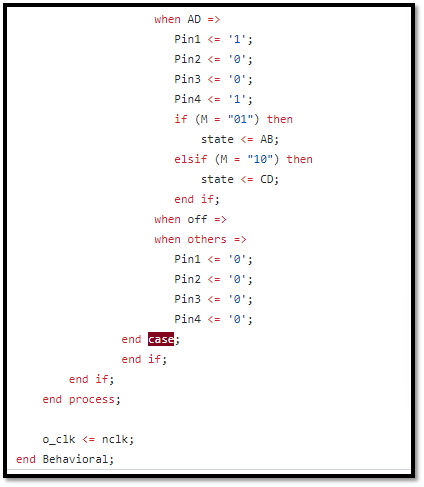 when AD =>
Pin1 <= '1';
Pin2 <= '0';
Pin3 <= '0';
Pin4 <= '1';
if (M = "01") then
state <= AB;
elsif (M = "10") then
state <= CD;
end if;
when off =>
when others =>
Pin1 <= '0';
Pin2 <= '0';
Pin3 <= '0';
Pin4 <= '0';
end case;
end if;
end if;
end process;
o_clk <= nclk;
end Behavioral;